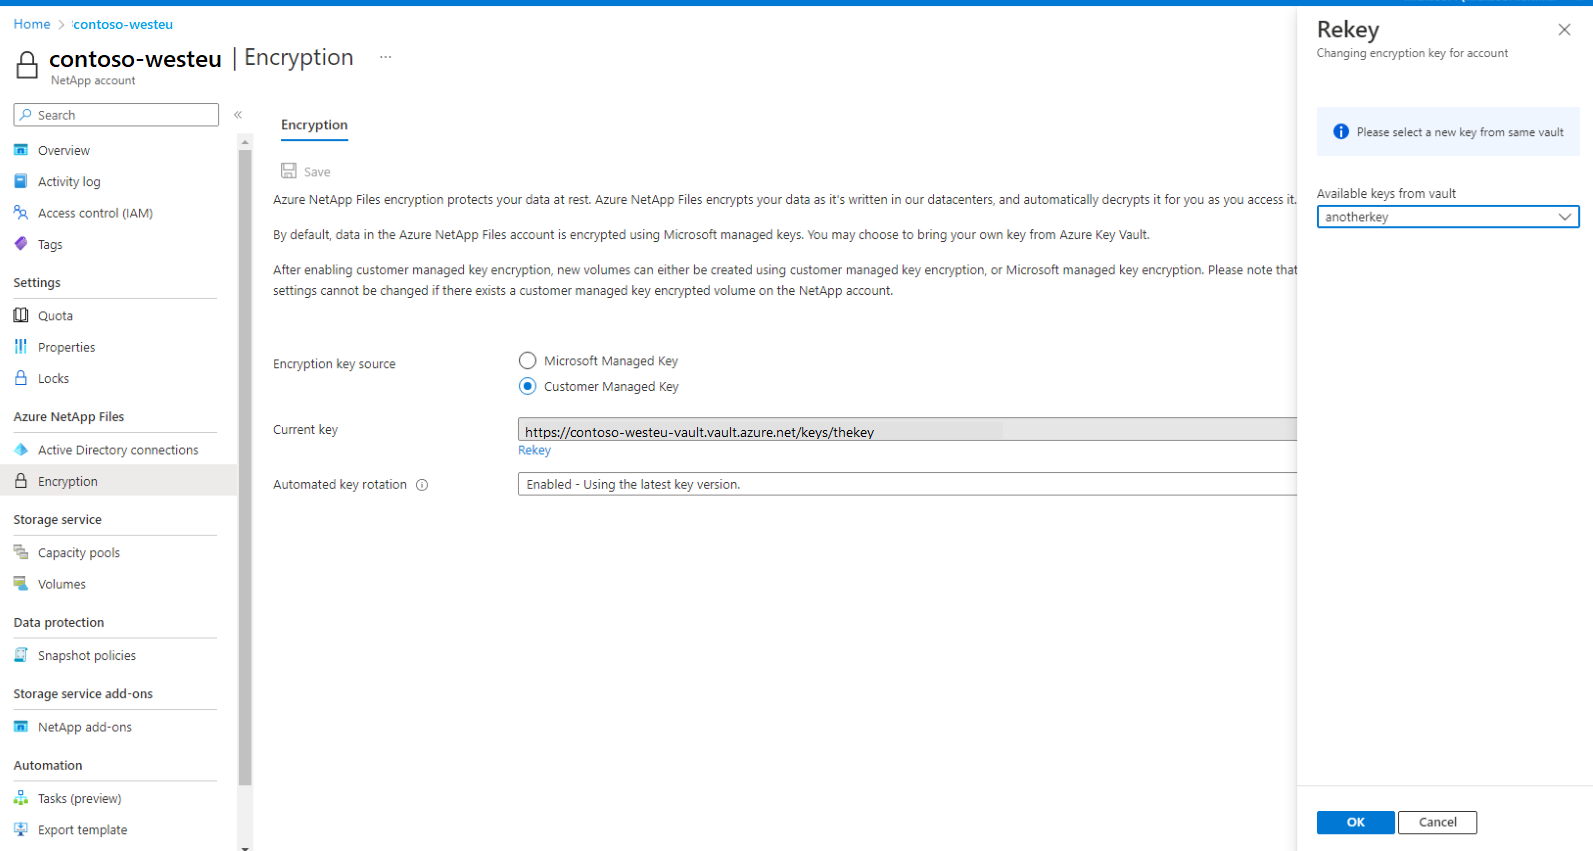 Home > contoso-westeu
contoso-westeu | Encryption ...
NetApp account
Search
«
Overview
Activity log
Access control (IAM)
Tags
Settings
Quota
Properties
Locks
Azure NetApp Files
Active Directory connections
Encryption
Storage service
Capacity pools
Volumes
Data protection
Snapshot policies
Storage service add-ons
NetApp add-ons
Automation
Tasks (preview)
Export template
Encryption
Save
Azure NetApp Files encryption protects your data at rest. Azure NetApp Files encrypts your data as it's written in our datacenters, and automatically decrypts it for you as you access it.
By default, data in the Azure NetApp Files account is encrypted using Microsoft managed keys. You may choose to bring your own key from Azure Key Vault.
After enabling customer managed key encryption, new volumes can either be created using customer managed key encryption, or Microsoft managed key encryption. Please note that
settings cannot be changed if there exists a customer managed key encrypted volume on the NetApp account.
Encryption key source
Microsoft Managed Key
Customer Managed Key
Current key
https://contoso-westeu-vault.vault.azure.net/keys/thekey
Rekey
Automated key rotation
Enabled - Using the latest key version.
Rekey
Changing encryption key for account
Please select a new key from same vault
Available keys from vault
anotherkey
OK
Cancel